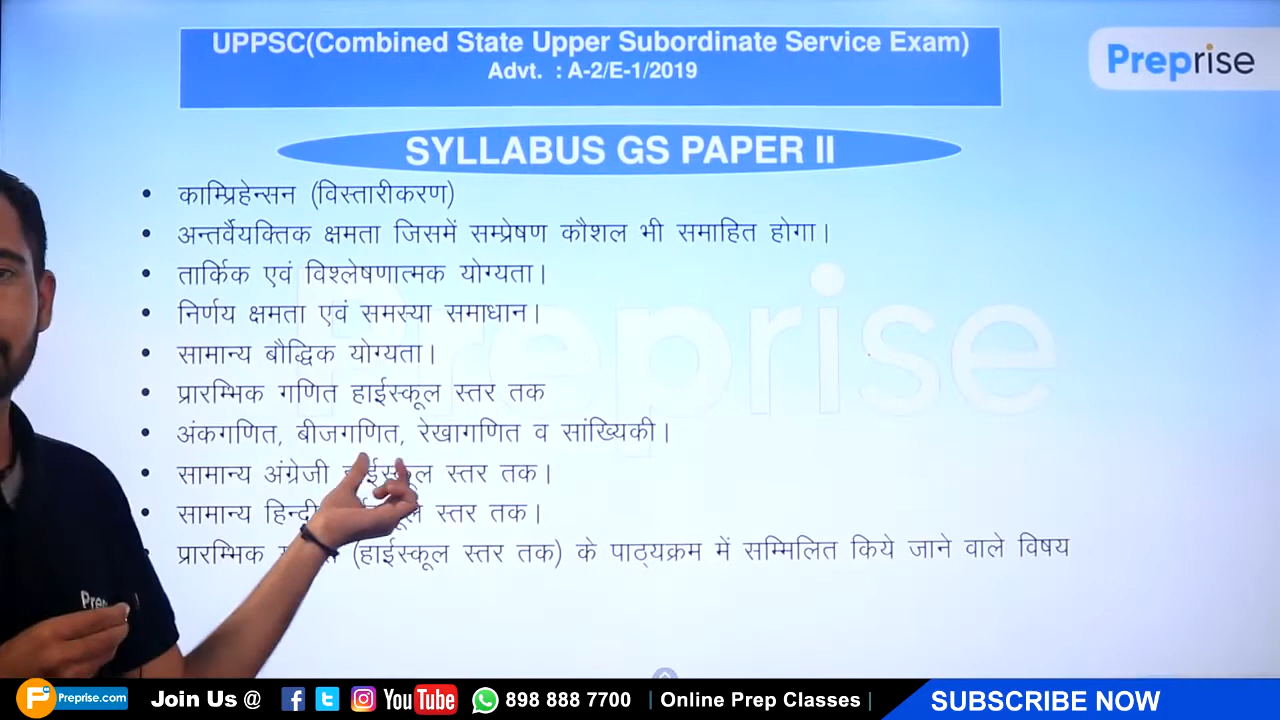 UPPSC(Combined State Upper Subordinate Service Exam)
Advt. : A-2/E-1/2019
Preprise
SYLLABUS GS PAPER II
• काम्प्रिहेन्सन (विस्तारीकरण)
• अन्तर्वैयक्तिक क्षमता जिसमें सम्प्रेषण कौशल भी समाहित होगा।
• तार्किक एवं विश्लेषणात्मक योग्यता।
• निर्णय क्षमता एवं समस्या समाधान।
• सामान्य बौद्धिक योग्यता।
• प्रारम्भिक गणित हाईस्कूल स्तर तक
• अंकगणित, बीजगणित, रेखागणित व सांख्यिकी।
• सामान्य अंग्रेजी हाईस्कूल स्तर तक।
• सामान्य हिन्दी स्तर तक।
• प्रारम्भिक (हाईस्कूल स्तर तक) के पाठ्यक्रम में सम्मिलित किये जाने वाले विषय
Preprise
Preprise.com Join Us @ YouTube 898 888 7700 | Online Prep Classes | SUBSCRIBE NOW